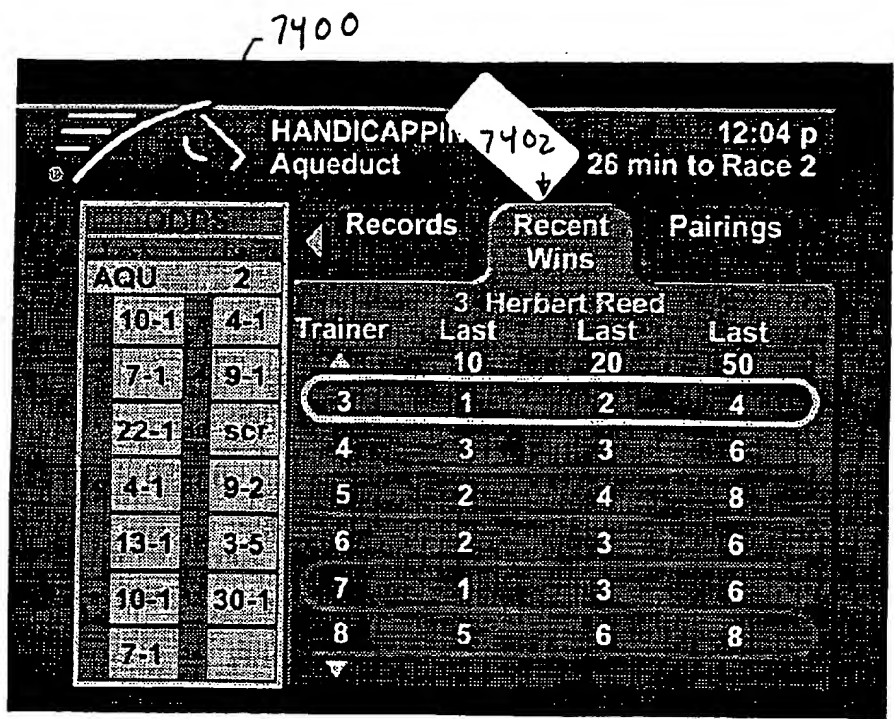 7400
HANDICAPPIN
7402
12:04 p
Aqueduct
26 min to Race 2
ODDS
AQU 2
10-1 4-1
7-1 9-1
22-1 scr
4-1 9-2
13-1 3-5
10-1 30-1
7-1
Records
Recent Wins
Pairings
3 Herbert Reed
Trainer Last Last Last
10 20 50
3 1 2 4
4 3 3 6
5 2 4 8
6 2 3 6
7 1 3 6
8 5 6 8